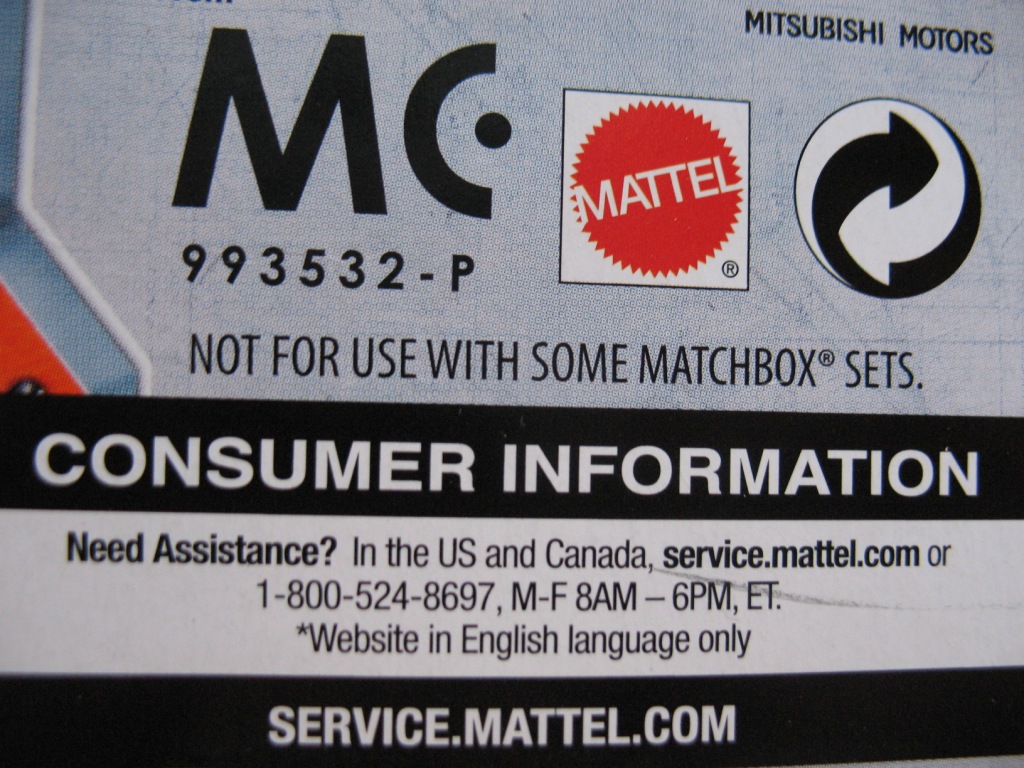 MITSUBISHI MOTORS
MC
MATTEL
®
993532-P
NOT FOR USE WITH SOME MATCHBOX® SETS.
CONSUMER INFORMATION
Need Assistance? In the US and Canada, service.mattel.com or
1-800-524-8697, M-F 8AM – 6PM, ET.
*Website in English language only
SERVICE.MATTEL.COM